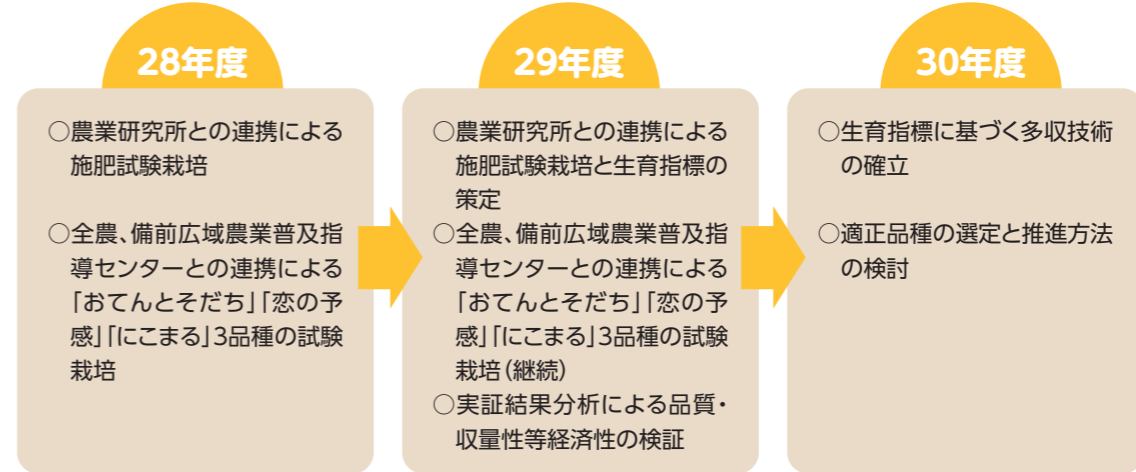 28年度
○農業研究所との連携による
施肥試験栽培
○全農、備前広域農業普及指
導センターとの連携による
「おてんとそだち」「恋の予
感」「にこまる」3品種の試験
栽培
29年度
○農業研究所との連携による
施肥試験栽培と生育指標の
策定
○全農、備前広域農業普及指
導センターとの連携による
「おてんとそだち」「恋の予
感」「にこまる」3品種の試験
栽培(継続)
○実証結果分析による品質・
収量性等経済性の検証
30年度
○生育指標に基づく多収技術
の確立
○適正品種の選定と推進方法
の検討